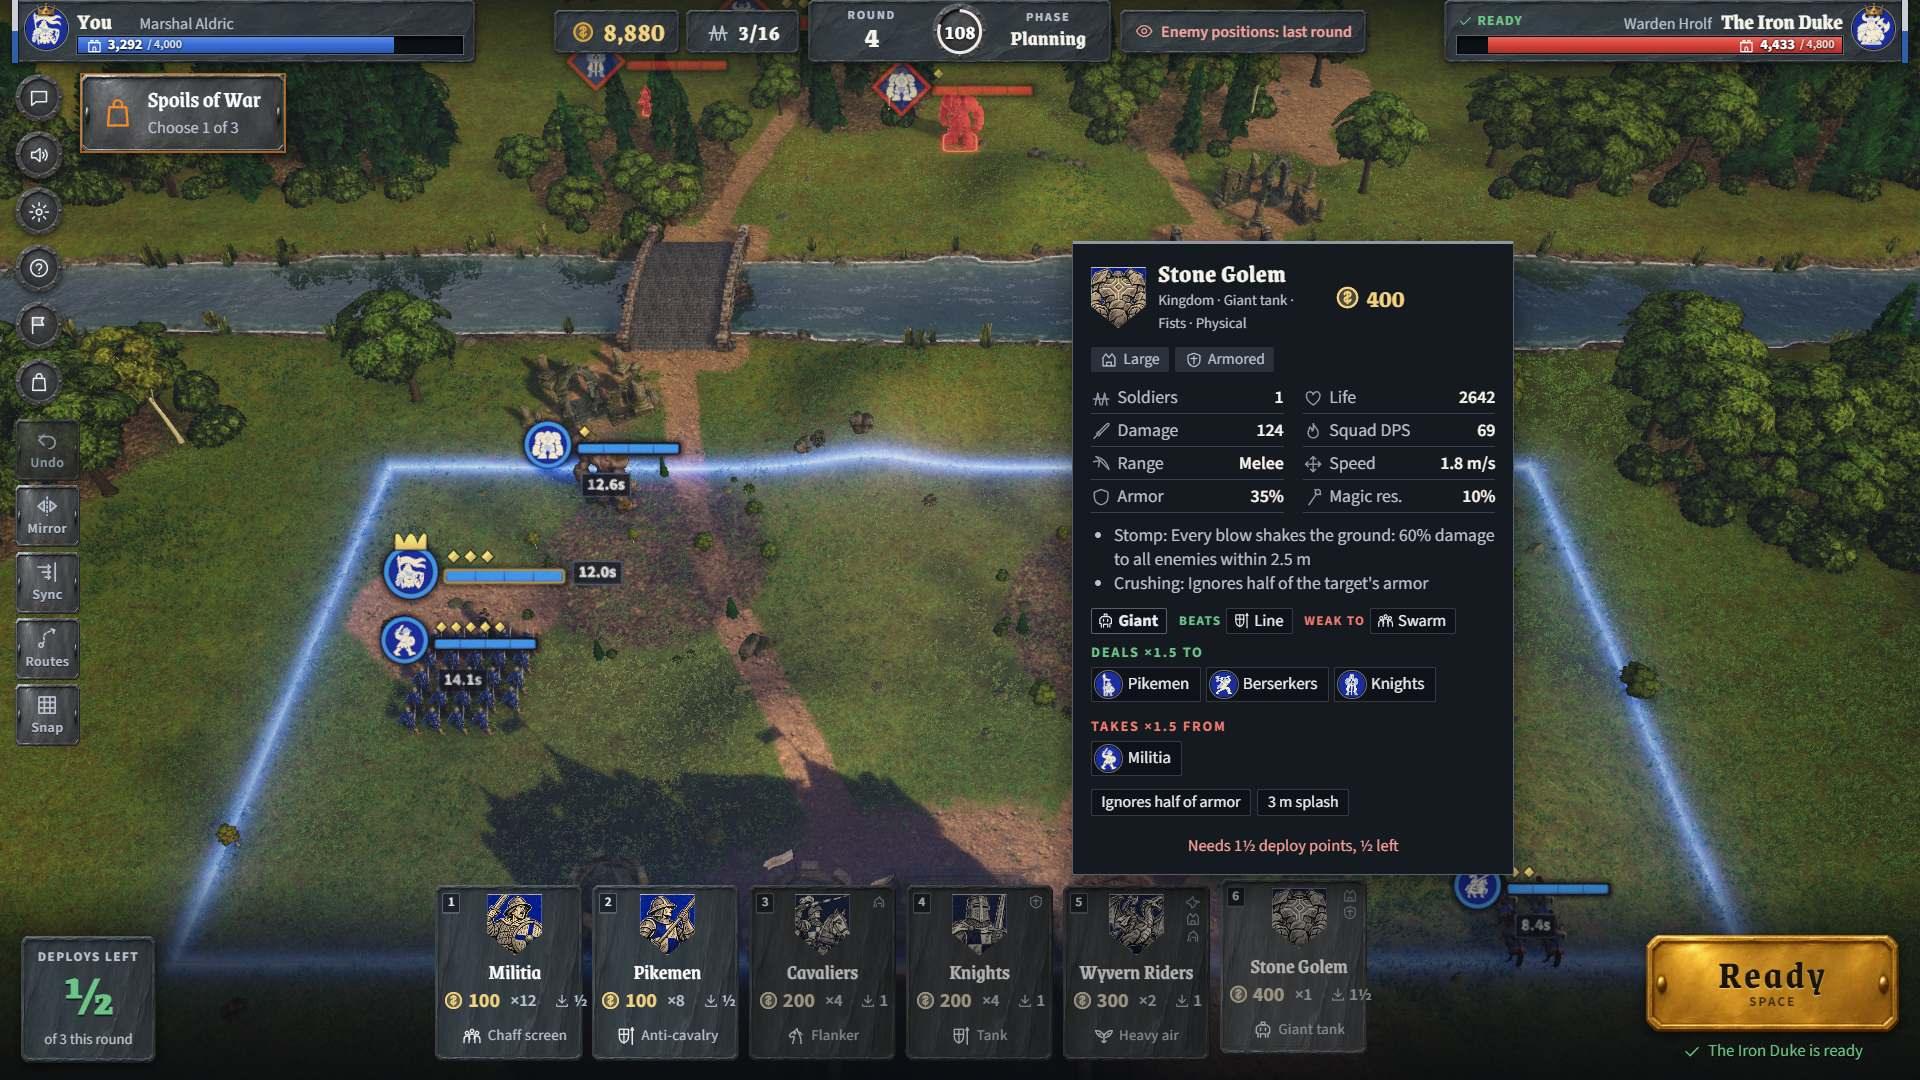 You Marshal Aldric
3,292 / 4,000
8,880
3/16
ROUND
4
108
PHASE
Planning
Enemy positions: last round
READY
Warden Hrolf The Iron Duke
4,433 / 4,800
Spoils of War
Choose 1 of 3
Undo
Mirror
Sync
Routes
Snap
12.6s
12.0s
14.1s
8.4s
Stone Golem
Kingdom · Giant tank ·
Fists · Physical
400
Large
Armored
Soldiers 1
Life 2642
Damage 124
Squad DPS 69
Range Melee
Speed 1.8 m/s
Armor 35%
Magic res. 10%
• Stomp: Every blow shakes the ground: 60% damage
to all enemies within 2.5 m
• Crushing: Ignores half of the target's armor
Giant BEATS Line WEAK TO Swarm
DEALS ×1.5 TO
Pikemen
Berserkers
Knights
TAKES ×1.5 FROM
Militia
Ignores half of armor
3 m splash
Needs 1½ deploy points, ½ left
DEPLOYS LEFT
½
of 3 this round
1
Militia
100 ×12 ½
Chaff screen
2
Pikemen
100 ×8 ½
Anti-cavalry
3
Cavaliers
200 ×4 1
Flanker
4
Knights
200 ×4 1
Tank
5
Wyvern Riders
300 ×2 1
Heavy air
6
Stone Golem
400 ×1 1½
Giant tank
Ready
SPACE
The Iron Duke is ready